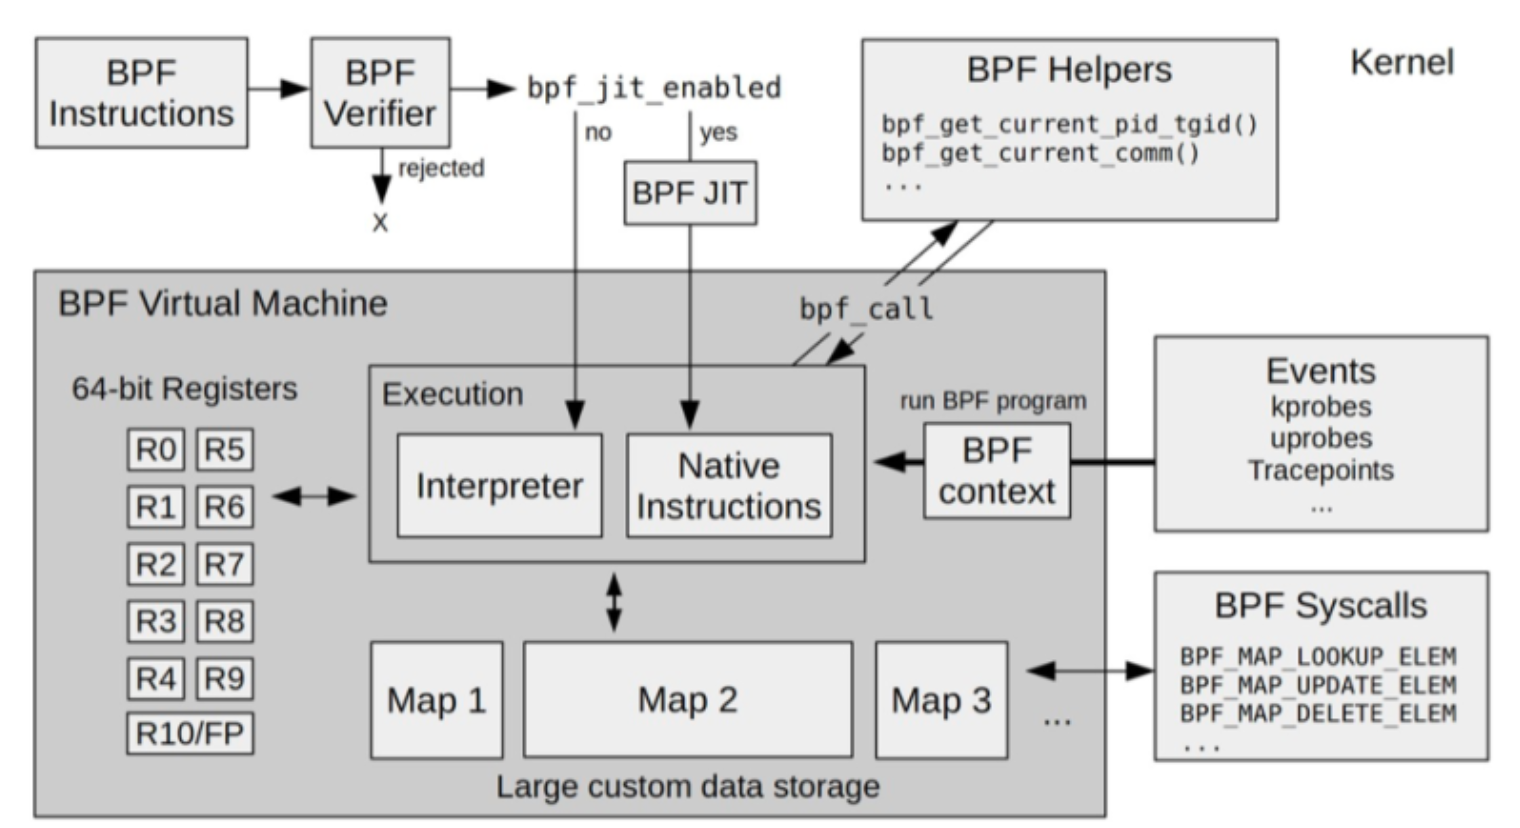 BPF
Instructions
BPF
Verifier
bpf_jit_enabled
no
yes
rejected
X
BPF JIT
BPF Helpers
bpf_get_current_pid_tgid()
bpf_get_current_comm()
...
Kernel
BPF Virtual Machine
bpf_call
64-bit Registers
R0
R5
R1
R6
R2
R7
R3
R8
R4
R9
R10/FP
Execution
Interpreter
Native
Instructions
run BPF program
BPF
context
Events
kprobes
uprobes
Tracepoints
...
Map 1
Map 2
Map 3
...
Large custom data storage
BPF Syscalls
BPF_MAP_LOOKUP_ELEM
BPF_MAP_UPDATE_ELEM
BPF_MAP_DELETE_ELEM
...